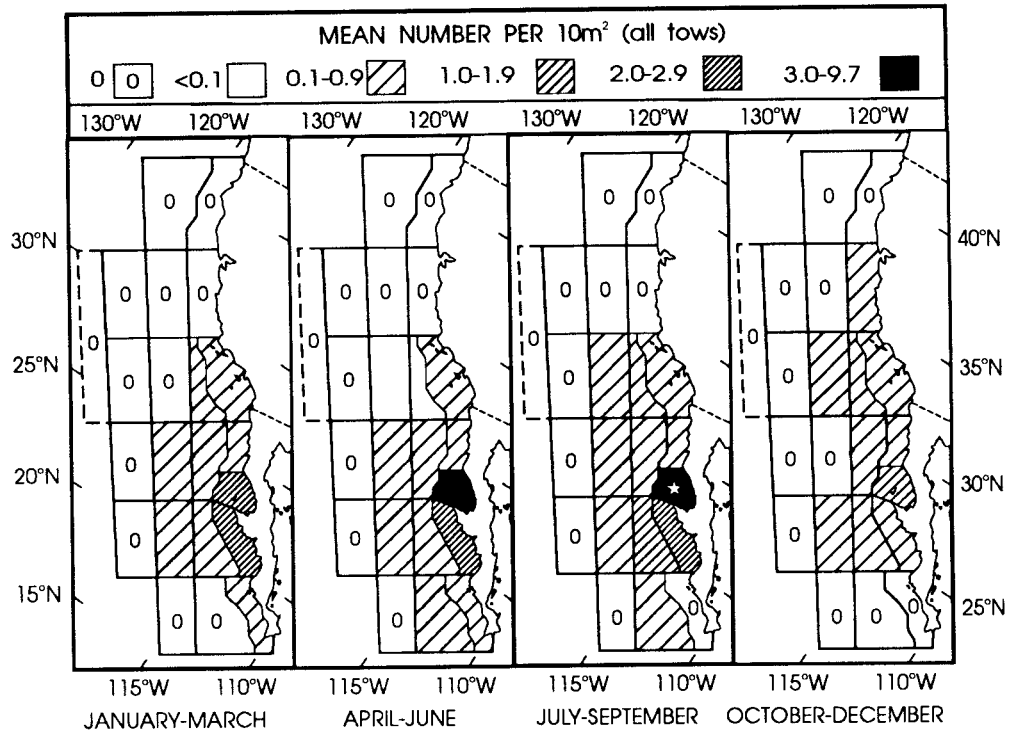 MEAN NUMBER PER 10m² (all tows)
0 0 <0.1 0.1-0.9 1.0-1.9 2.0-2.9 3.0-9.7
130°W 120°W 130°W 120°W 130°W 120°W 130°W 120°W
0 0 0 0 0 0 0 0
30°N 40°N
0 0 0 0 0 0 0 0 0 0 0
0 0 0 0
25°N 35°N
0 0 0 0 0
0 0 0 0 0
20°N 30°N
0 0 0 0
15°N 25°N
0 0 0 0 0 0 0 0
115°W 110°W 115°W 110°W 115°W 110°W 115°W 110°W
JANUARY-MARCH APRIL-JUNE JULY-SEPTEMBER OCTOBER-DECEMBER